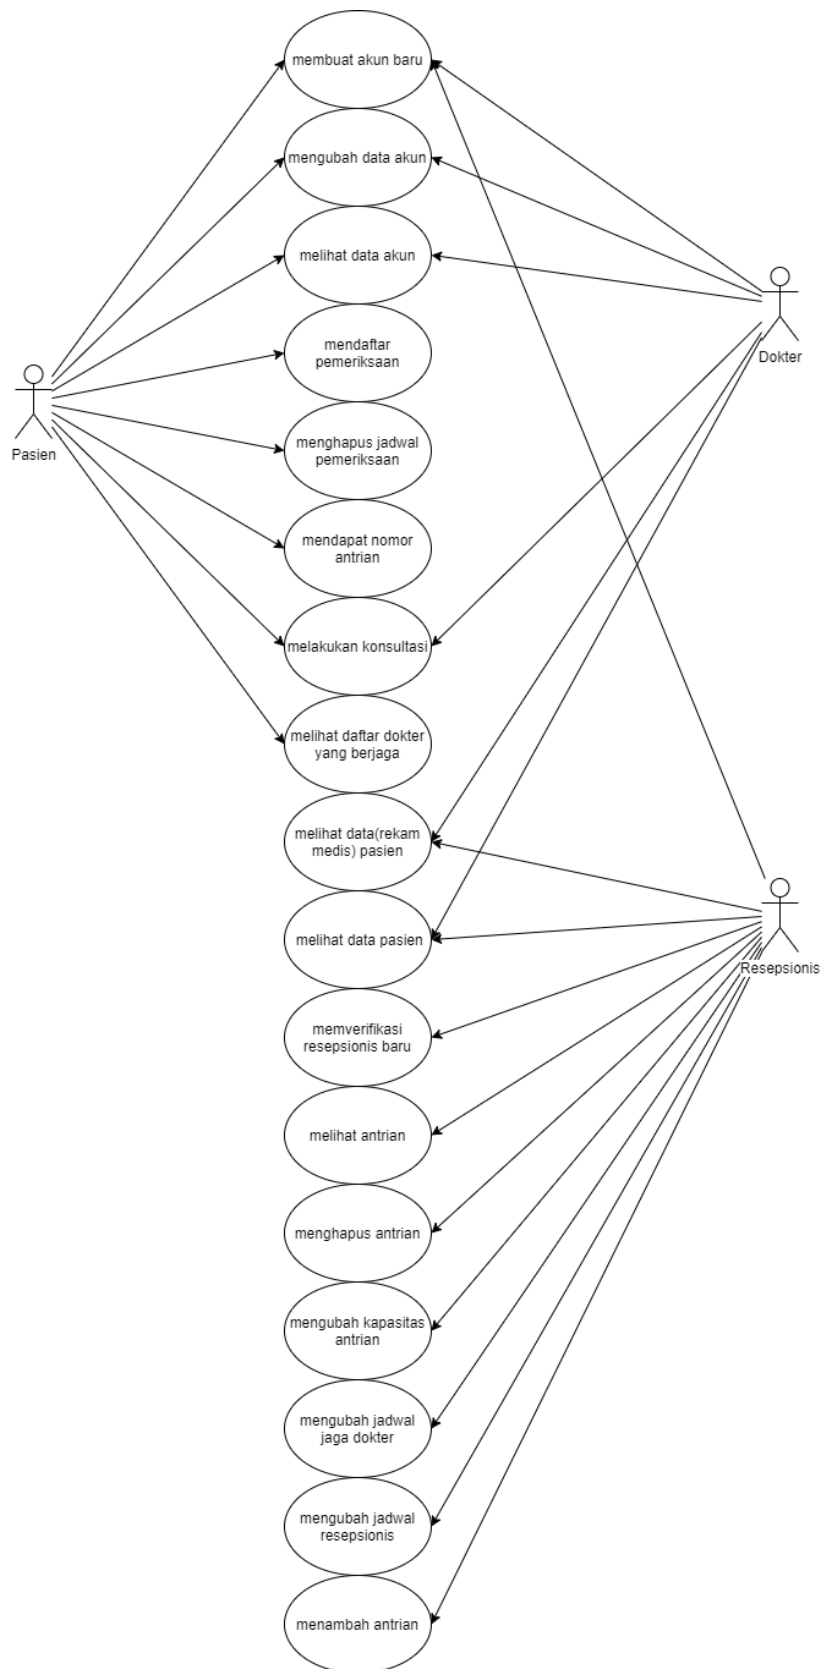 membuat akun baru
mengubah data akun
melihat data akun
mendaftar
pemeriksaan
Dokter
Pasien
menghapus jadwal
pemeriksaan
mendapat nomor
antrian
melakukan konsultasi
melihat daftar dokter
yang berjaga
melihat data(rekam
medis) pasien
melihat data pasien
Resepsionis
memverifikasi
resepsionis baru
melihat antrian
menghapus antrian
mengubah kapasitas
antrian
mengubah jadwal
jaga dokter
mengubah jadwal
resepsionis
menambah antrian